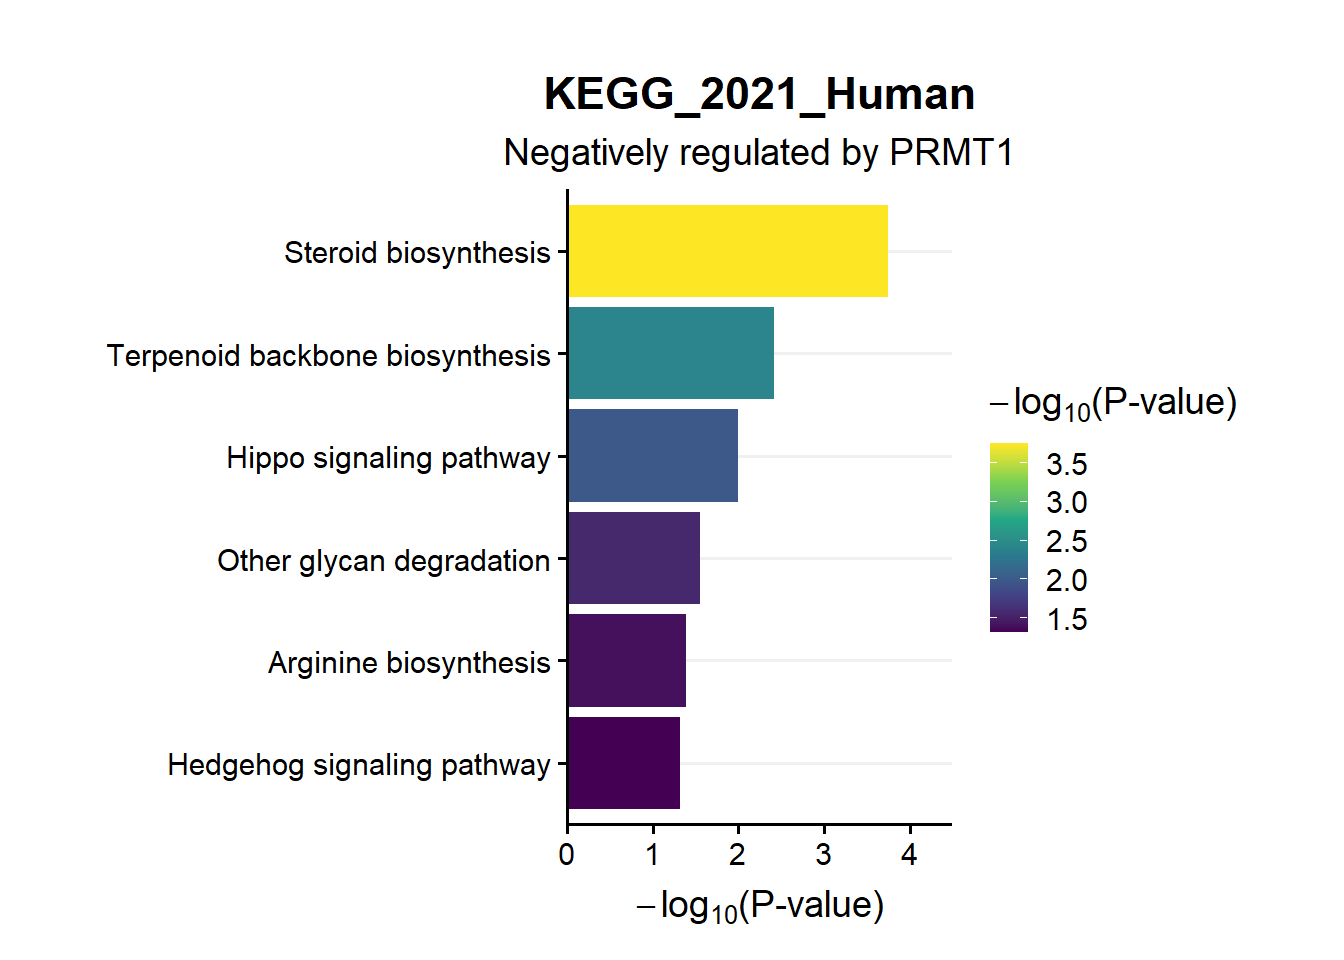 KEGG_2021_Human
Negatively regulated by PRMT1
Steroid biosynthesis
Terpenoid backbone biosynthesis
Hippo signaling pathway
Other glycan degradation
Arginine biosynthesis
Hedgehog signaling pathway
0 1 2 3 4
−log₁₀(P-value)
−log₁₀(P-value)
3.5
3.0
2.5
2.0
1.5